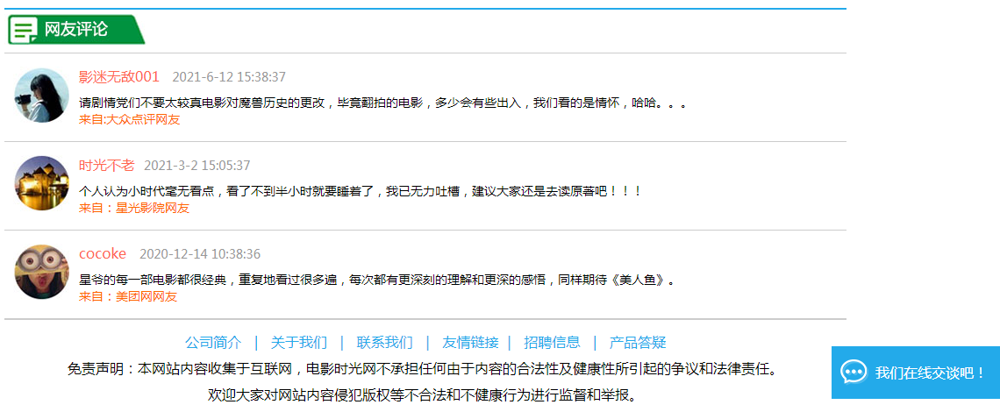 网友评论
影迷无敌001 2021-6-12 15:38:37
请剧情党们不要太较真电影对魔兽历史的更改，毕竟翻拍的电影，多少会有些出入，我们看的是情怀，哈哈。。。
来自:大众点评网友
时光不老 2021-3-2 15:05:37
个人认为小时代毫无看点，看了不到半小时就要睡着了，我已无力吐槽，建议大家还是去读原著吧！！！
来自：星光影院网友
cocoke 2020-12-14 10:38:36
星爷的每一部电影都很经典，重复地看过很多遍，每次都有更深刻的理解和更深的感悟，同样期待《美人鱼》。
来自：美团网网友
公司简介 | 关于我们 | 联系我们 | 友情链接 | 招聘信息 | 产品答疑
免责声明：本网站内容收集于互联网，电影时光网不承担任何由于内容的合法性及健康性所引起的争议和法律责任。
我们在线交谈吧！
欢迎大家对网站内容侵犯版权等不合法和不健康行为进行监督和举报。